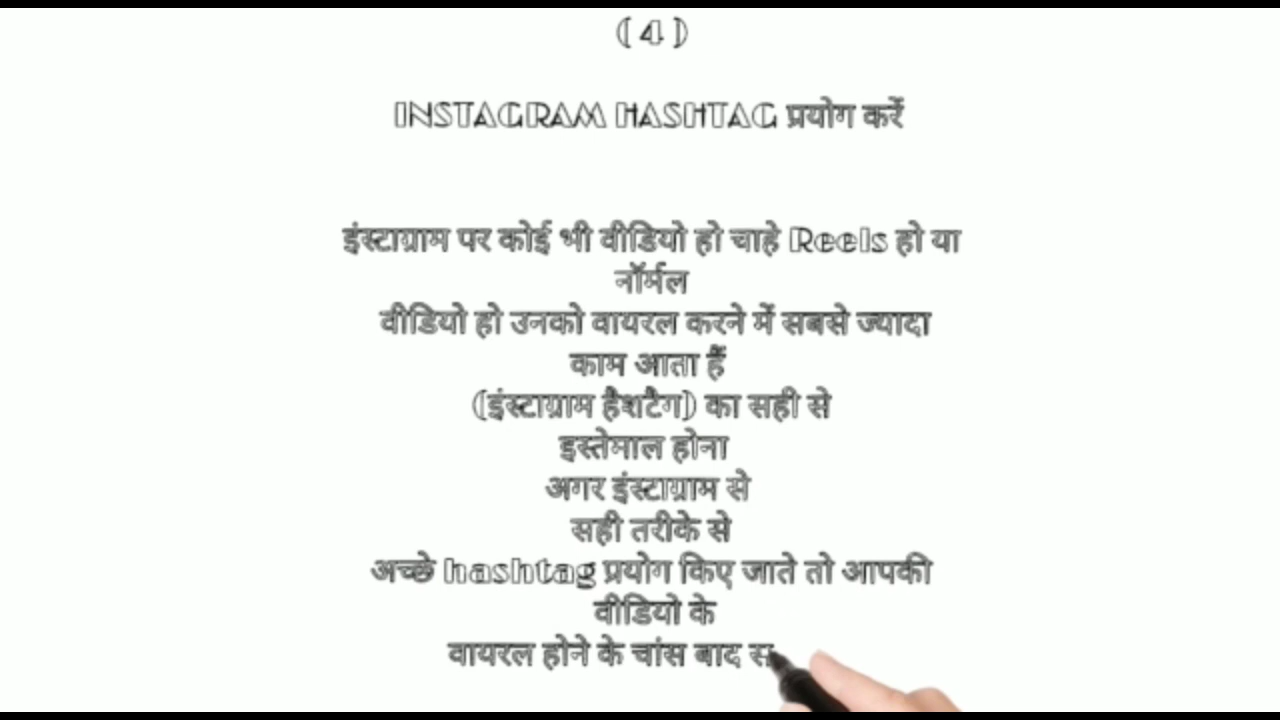 ( 4 )
INSTAGRAM HASHTAG प्रयोग करें
इंस्टाग्राम पर कोई भी वीडियो हो चाहे Reels हो या
नॉर्मल
वीडियो हो उनको वायरल करने में सबसे ज्यादा
काम आता हैं
(इंस्टाग्राम हैशटैग) का सही से
इस्तेमाल होना
अगर इंस्टाग्राम से
सही तरीके से
अच्छे hashtag प्रयोग किए जाते तो आपकी
वीडियो के
वायरल होने के चांस बाद स